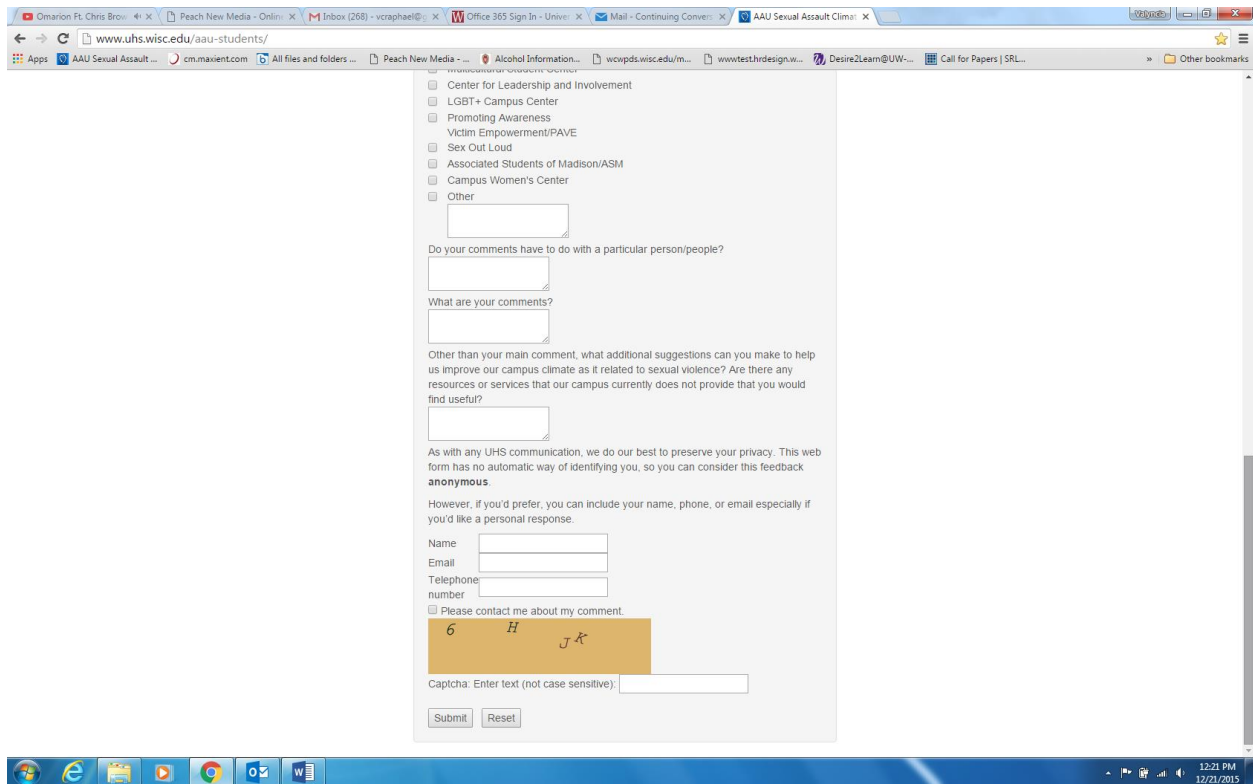 Omarion Ft. Chris Brow
Peach New Media - Onlin
Inbox (268) - vcraphael@g
Office 365 Sign In - Univer
Mail - Continuing Convers
AAU Sexual Assault Climat
Valyncia
www.uhs.wisc.edu/aau-students/
Apps
AAU Sexual Assault ...
cm.maxient.com
All files and folders ...
Peach New Media - ...
Alcohol Information...
wcwpds.wisc.edu/m...
wwwtest.hrdesign.w...
Desire2Learn@UW-...
Call for Papers | SRL...
»
Other bookmarks
Multicultural Student Center
Center for Leadership and Involvement
LGBT+ Campus Center
Promoting Awareness
Victim Empowerment/PAVE
Sex Out Loud
Associated Students of Madison/ASM
Campus Women's Center
Other
Do your comments have to do with a particular person/people?
What are your comments?
Other than your main comment, what additional suggestions can you make to help
us improve our campus climate as it related to sexual violence? Are there any
resources or services that our campus currently does not provide that you would
find useful?
As with any UHS communication, we do our best to preserve your privacy. This web
form has no automatic way of identifying you, so you can consider this feedback
anonymous.
However, if you'd prefer, you can include your name, phone, or email especially if
you'd like a personal response.
Name
Email
Telephone
number
Please contact me about my comment.
6 H J K
Captcha: Enter text (not case sensitive):
Submit
Reset
12:21 PM
12/21/2015